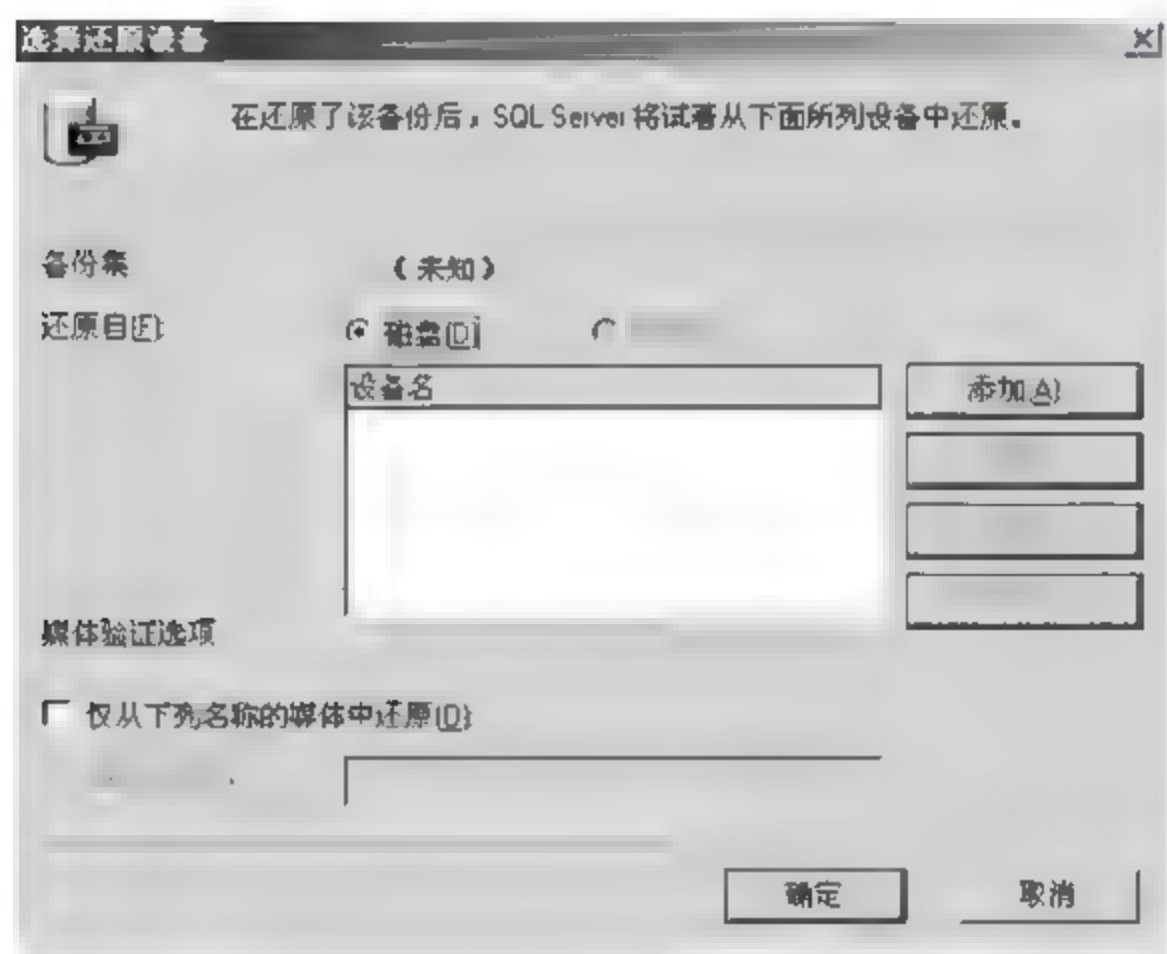 选择还原设备
在还原了该备份后，SQL Server 将试着从下面所列设备中还原。
备份集
（未知）
还原自(F):
磁盘(D)
设备名
添加(A)
媒体验证选项
仅从下列名称的媒体中还原(O):
确定
取消